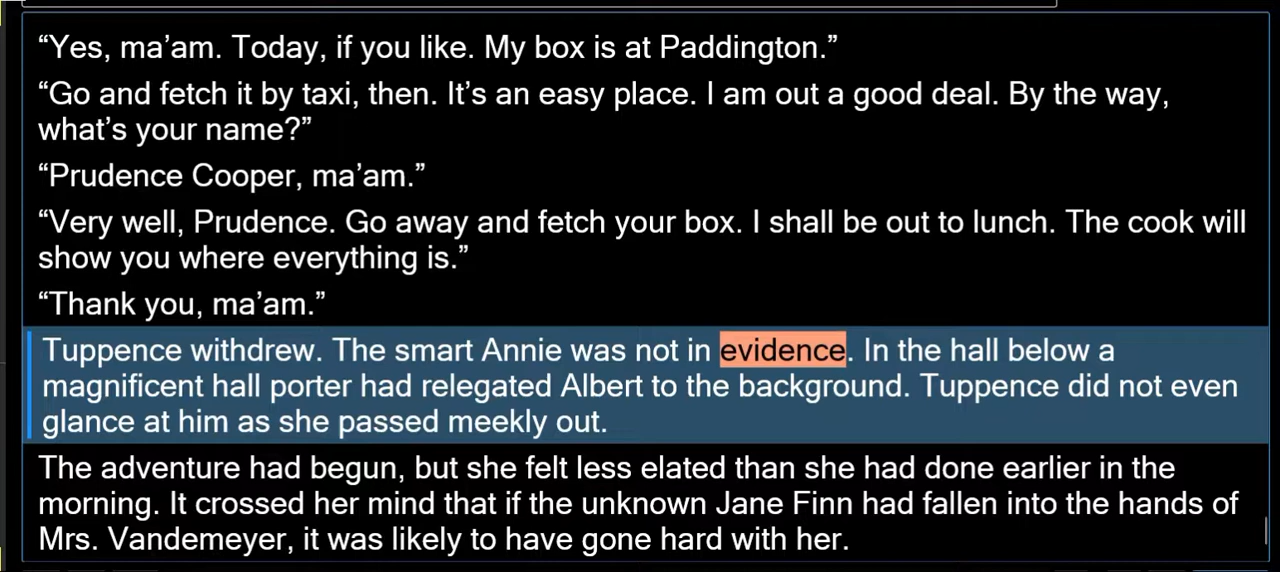 “Yes, ma’am. Today, if you like. My box is at Paddington.”
“Go and fetch it by taxi, then. It’s an easy place. I am out a good deal. By the way,
what’s your name?”
“Prudence Cooper, ma’am.”
“Very well, Prudence. Go away and fetch your box. I shall be out to lunch. The cook will
show you where everything is.”
“Thank you, ma’am.”
Tuppence withdrew. The smart Annie was not in evidence. In the hall below a
magnificent hall porter had relegated Albert to the background. Tuppence did not even
glance at him as she passed meekly out.
The adventure had begun, but she felt less elated than she had done earlier in the
morning. It crossed her mind that if the unknown Jane Finn had fallen into the hands of
Mrs. Vandemeyer, it was likely to have gone hard with her.